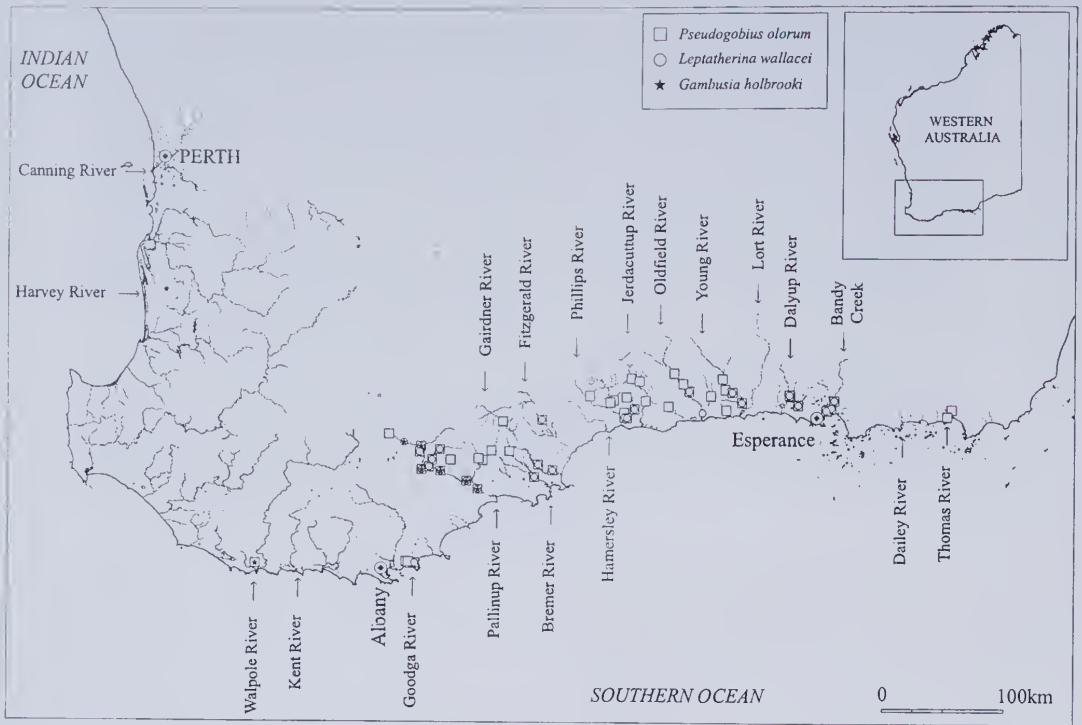 INDIAN
OCEAN
Pseudogobius olorum
Leptatherina wallacei
Gambusia holbrooki
WESTERN
AUSTRALIA
PERTH
Canning River
Harvey River
Gairdner River
Fitzgerald River
Phillips River
Jerdacuttup River
Oldfield River
Young River
Lort River
Dalyup River
Bandy
Creek
Esperance
Walpole River
Kent River
Albany
Goodga River
Pallinup River
Bremer River
Hamersley River
Dailey River
Thomas River
SOUTHERN OCEAN
0
100km